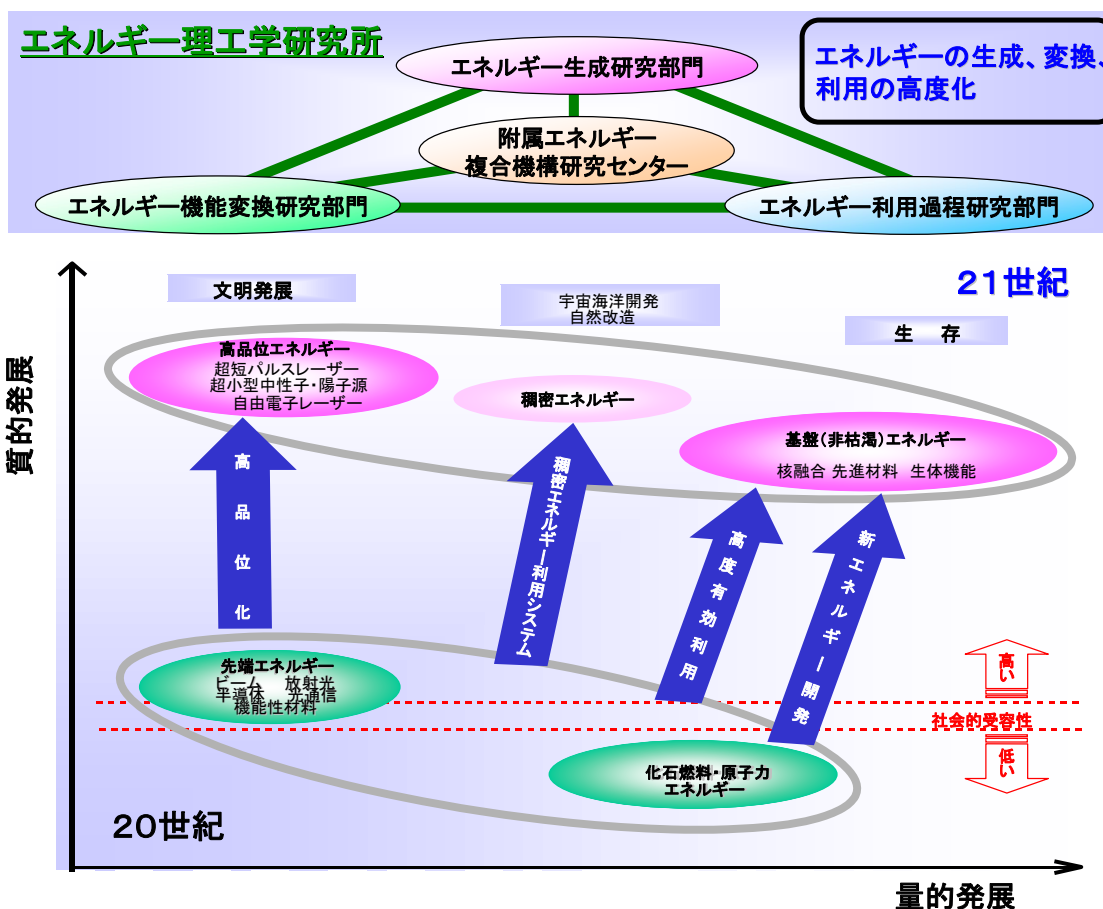 エネルギー理工学研究所
エネルギー生成研究部門
エネルギーの生成、変換、
利用の高度化
附属エネルギー
複合機構研究センター
エネルギー機能変換研究部門
エネルギー利用過程研究部門
質的発展
文明発展
宇宙海洋開発
自然改造
21世紀
生 存
高品位エネルギー
超短パルスレーザー
超小型中性子・陽子源
自由電子レーザー
稠密エネルギー
基盤(非枯渇)エネルギー
核融合 先進材料 生体機能
高品位化
稠密エネルギー利用システム
高度有効利用
新エネルギー開発
先端エネルギー
ビーム 放射光
半導体 光通信
機能性材料
高い
社会的受容性
低い
化石燃料・原子力
エネルギー
20世紀
量的発展